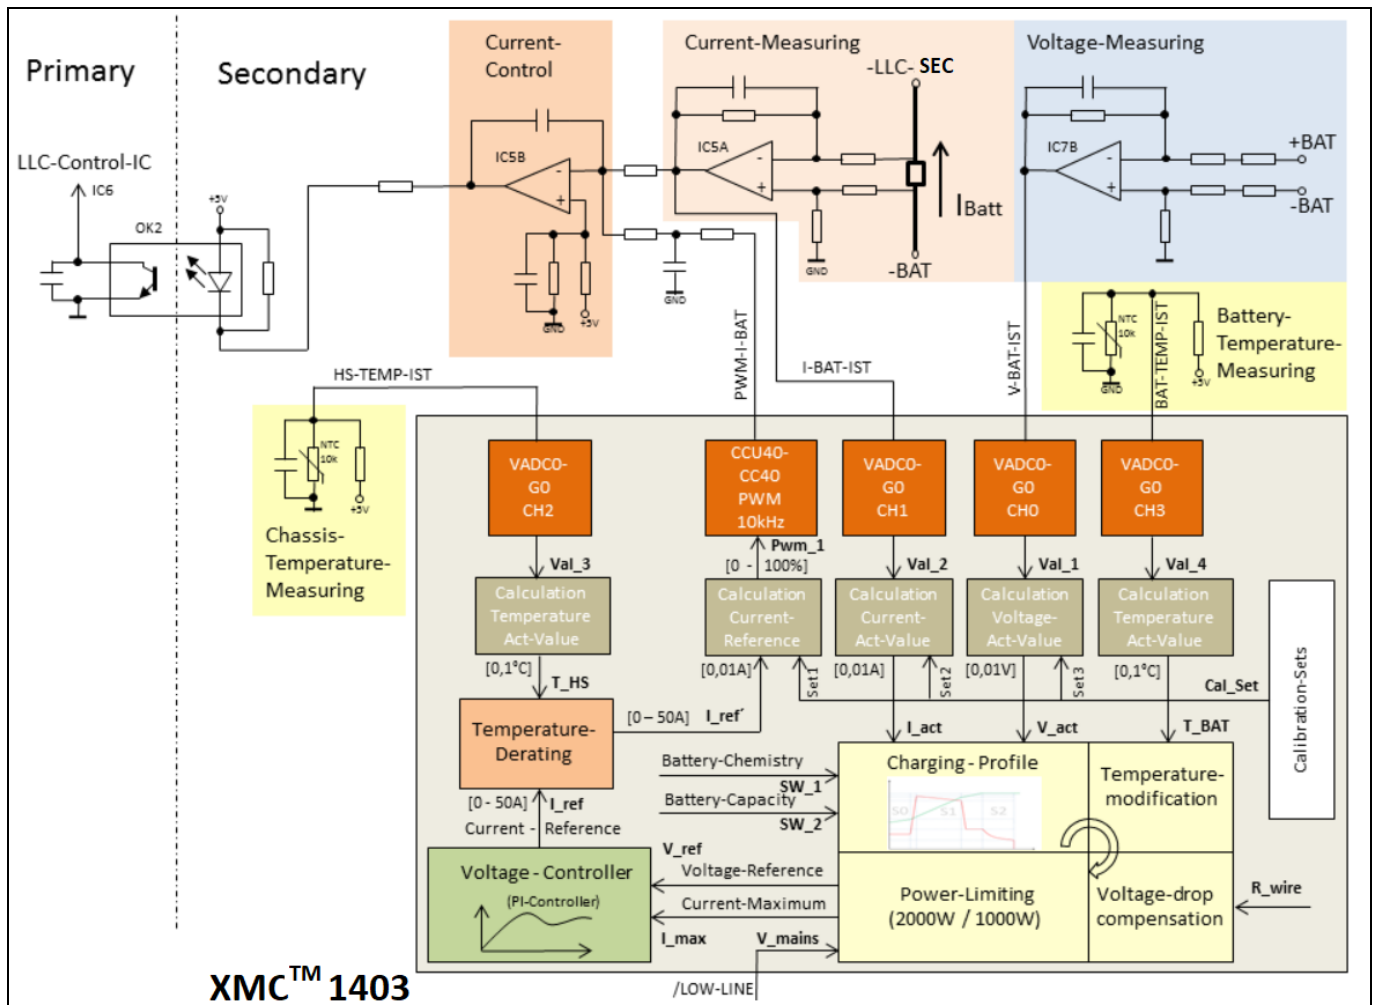 Primary
Secondary
Current-
Control
Current-Measuring
-LLC- SEC
Voltage-Measuring
LLC-Control-IC
IC6
OK2
+5V
IC5B
-
+
IC5A
-
+
IC7B
-
+
+BAT
-BAT
IBatt
-BAT
GND
GND
+5V
GND
PWM-I-BAT
I-BAT-IST
V-BAT-IST
BAT-TEMP-IST
NTC
10k
GND
+5V
Battery-
Temperature-
Measuring
HS-TEMP-IST
NTC
10k
+5V
Chassis-
Temperature-
Measuring
VADC0-
G0
CH2
CCU40-
CC40
PWM
10kHz
VADC0-
G0
CH1
VADC0-
G0
CH0
VADC0-
G0
CH3
Val_3
Pwm_1
[0 - 100%]
Val_2
Val_1
Val_4
Calculation
Temperature
Act-Value
Calculation
Current-
Reference
Calculation
Current-
Act-Value
Calculation
Voltage-
Act-Value
Calculation
Temperature
Act-Value
[0,1°C]
[0,01A]
Set1
[0,01A]
Set2
[0,01V]
Set3
[0,1°C]
Cal_Set
Calibration-Sets
T_HS
Temperature-
Derating
[0 – 50A]
I_ref´
I_act
V_act
T_BAT
Battery-Chemistry
SW_1
Battery-Capacity
SW_2
Charging - Profile
S0
S1
S2
Temperature-
modification
[0 - 50A]
I_ref
Current - Reference
V_ref
Voltage-Reference
Current-Maximum
I_max
V_mains
Voltage - Controller
(PI-Controller)
Power-Limiting
(2000W / 1000W)
Voltage-drop
compensation
R_wire
/LOW-LINE
XMC™ 1403